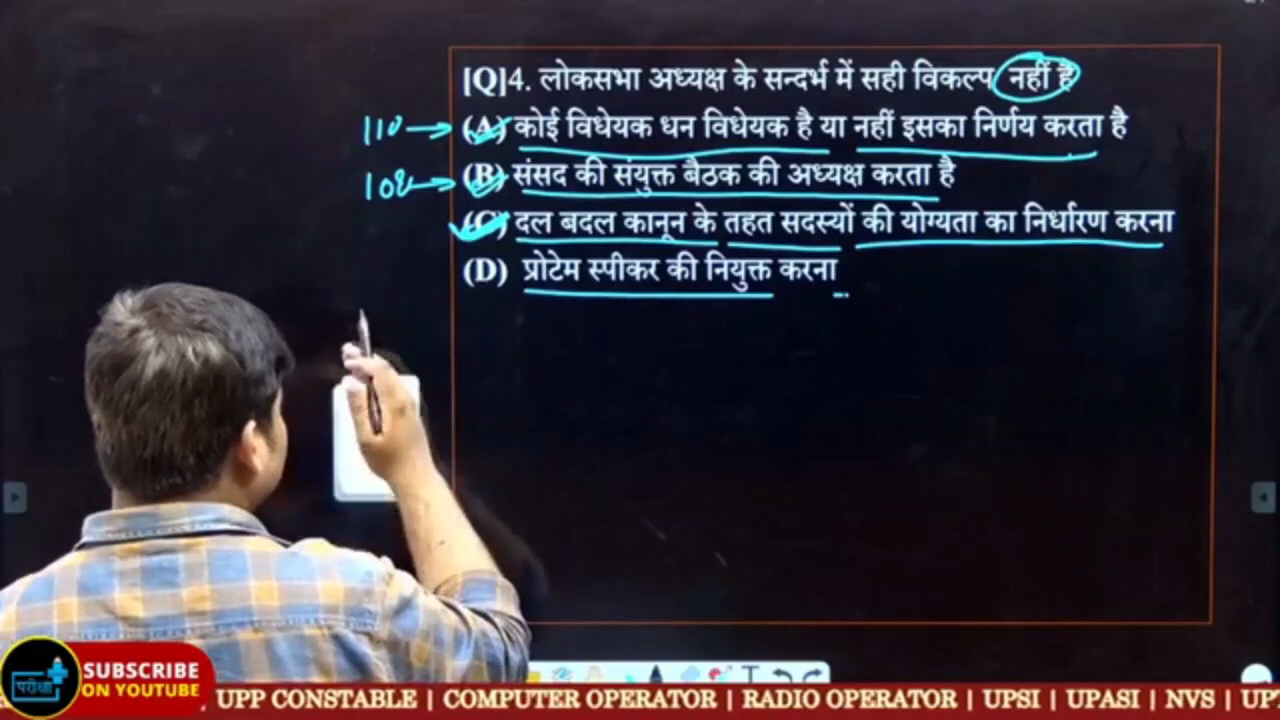 [Q]4. लोकसभा अध्यक्ष के सन्दर्भ में सही विकल्प नहीं है
110 → (A) कोई विधेयक धन विधेयक है या नहीं इसका निर्णय करता है
108 → (B) संसद की संयुक्त बैठक की अध्यक्ष करता है
(C) दल बदल कानून के तहत सदस्यों की योग्यता का निर्धारण करना
(D) प्रोटेम स्पीकर की नियुक्त करना
परीक्षा
SUBSCRIBE
ON YOUTUBE
UPP CONSTABLE | COMPUTER OPERATOR | RADIO OPERATOR | UPSI | UPASI | NVS | UP